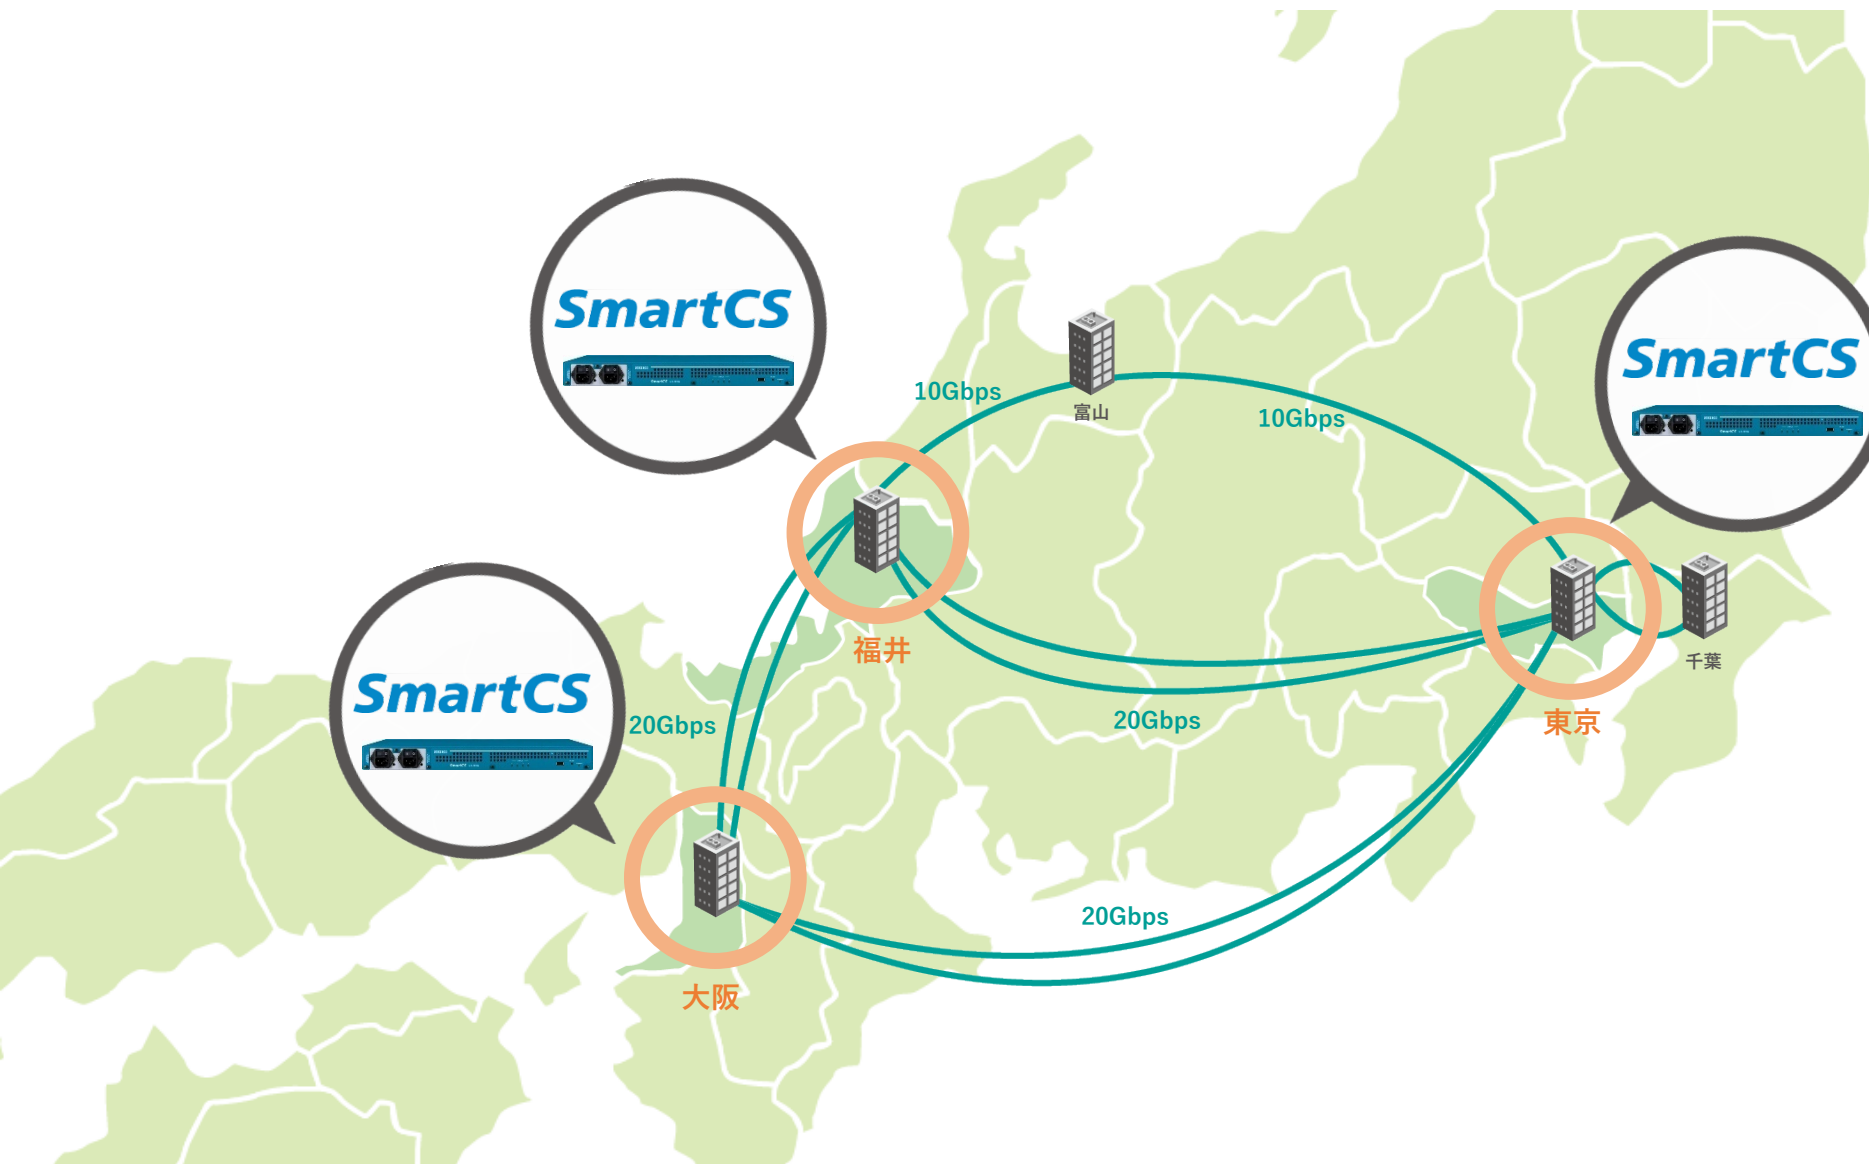 SmartCS
SmartCS
10Gbps
富山
10Gbps
福井
千葉
SmartCS
20Gbps
20Gbps
東京
20Gbps
大阪